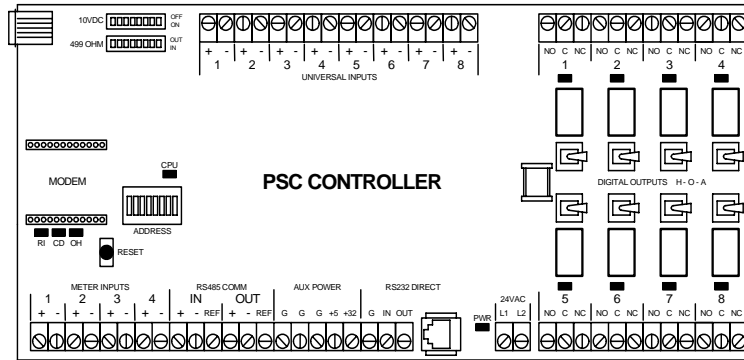 10VDC OFF
ON
499 OHM OUT
IN
+ - + - + - + - + - + - + - + -
1 2 3 4 5 6 7 8
UNIVERSAL INPUTS
NO C NC NO C NC NO C NC NO C NC
1 2 3 4
MODEM
CPU
PSC CONTROLLER
DIGITAL OUTPUTS H - O - A
ADDRESS
RI CD OH
RESET
METER INPUTS RS485 COMM AUX POWER RS232 DIRECT
1 2 3 4 IN OUT 24VAC 5 6 7 8
+ - + - + - + - + - REF + - REF G G G +5 +32 G IN OUT PWR L1 L2 NO C NC NO C NC NO C NC NO C NC